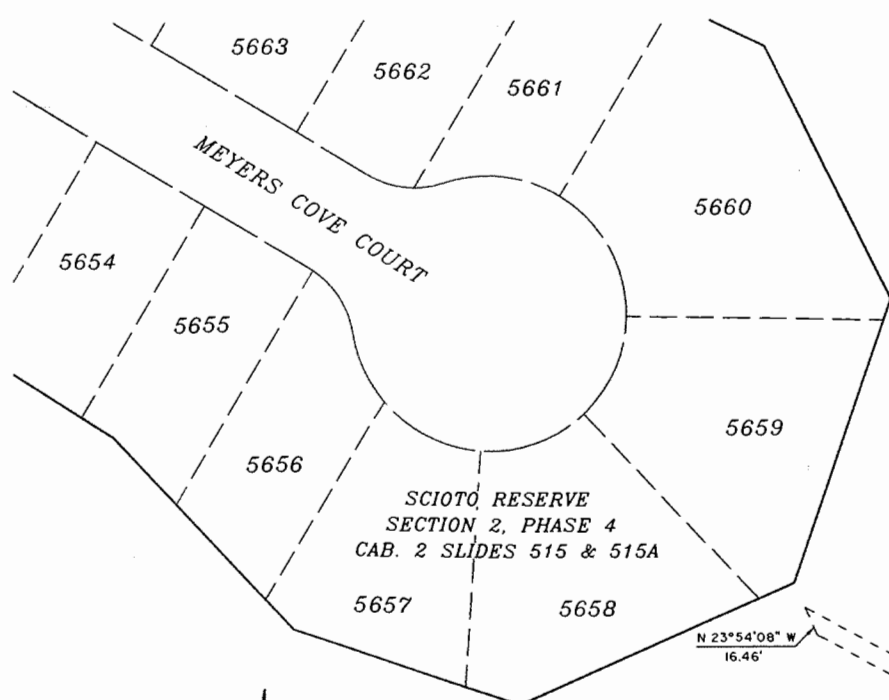 5663
5662
5661
MEYERS COVE COURT
5660
5654
5655
5659
5656
SCIOTO RESERVE
SECTION 2, PHASE 4
CAB. 2 SLIDES 515 & 515A
5657
5658
N 23°54'08" W
16.46'